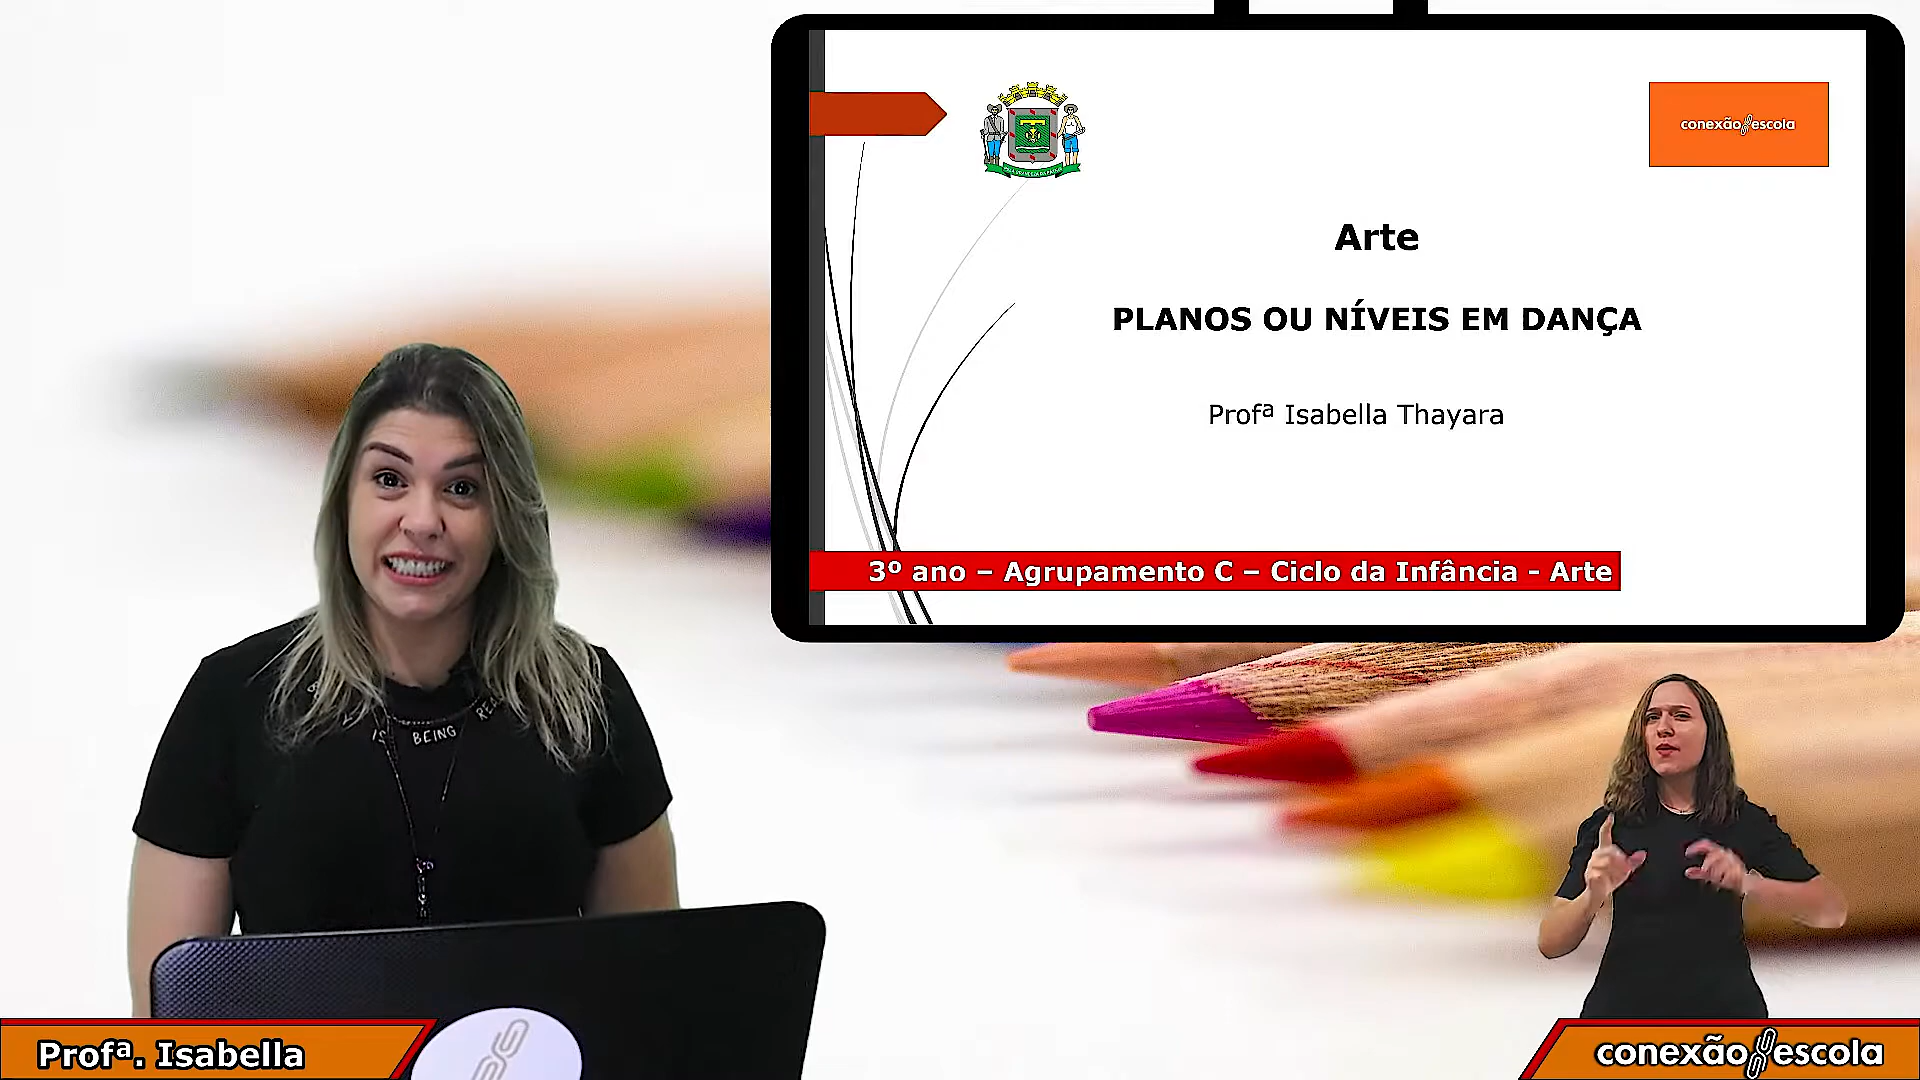 conexão escola
Arte
PLANOS OU NÍVEIS EM DANÇA
Profª Isabella Thayara
3º ano – Agrupamento C – Ciclo da Infância - Arte
IS BEING
Profª. Isabella
conexão escola